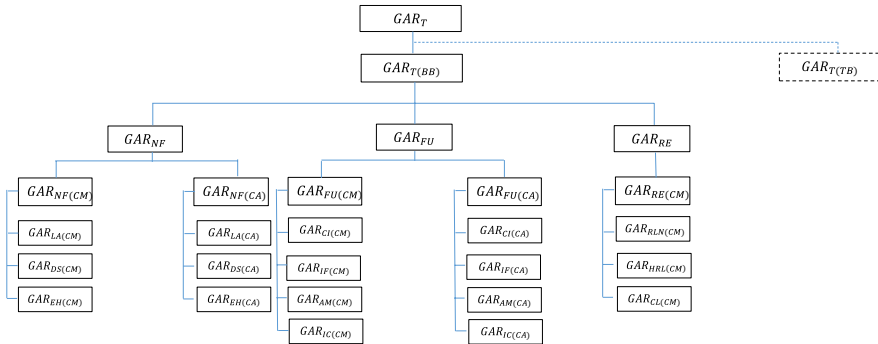 GAR_T
GAR_T(BB)
GAR_T(TB)
GAR_NF
GAR_FU
GAR_RE
GAR_NF(CM)
GAR_NF(CA)
GAR_FU(CM)
GAR_FU(CA)
GAR_RE(CM)
GAR_LA(CM)
GAR_LA(CA)
GAR_CI(CM)
GAR_CI(CA)
GAR_RLN(CM)
GAR_DS(CM)
GAR_DS(CA)
GAR_IF(CM)
GAR_IF(CA)
GAR_HRL(CM)
GAR_EH(CM)
GAR_EH(CA)
GAR_AM(CM)
GAR_AM(CA)
GAR_CL(CM)
GAR_IC(CM)
GAR_IC(CA)